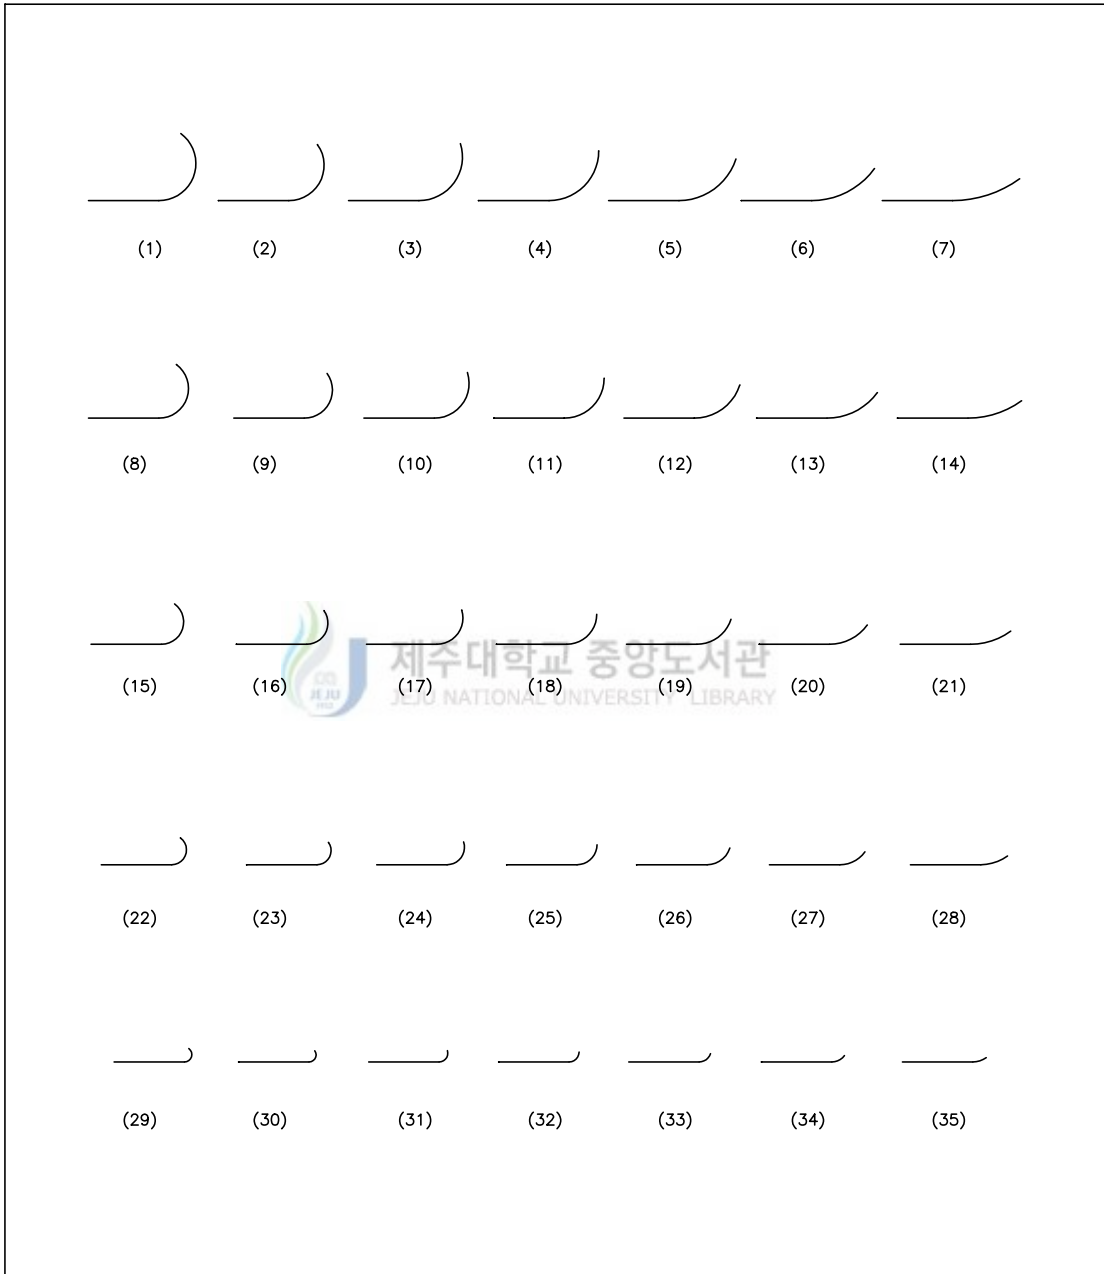 (1) (2) (3) (4) (5) (6) (7)
(8) (9) (10) (11) (12) (13) (14)
제주대학교 중앙도서관
(15) (16) (17) (18) (19) (20) (21)
JEJU NATIONAL UNIVERSITY LIBRARY
JEJU
1952
(22) (23) (24) (25) (26) (27) (28)
(29) (30) (31) (32) (33) (34) (35)